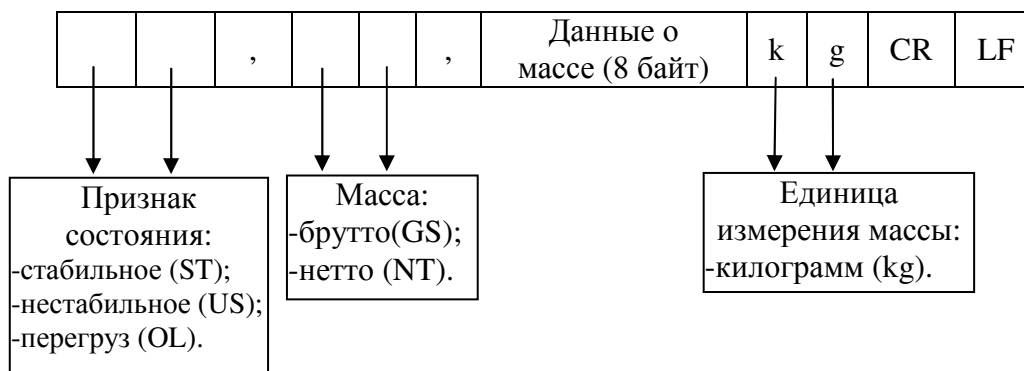 , , Данные о
массе (8 байт) k g CR LF
Признак
состояния:
-стабильное (ST);
-нестабильное (US);
-перегруз (OL).
Масса:
-брутто(GS);
-нетто (NT).
Единица
измерения массы:
-килограмм (kg).